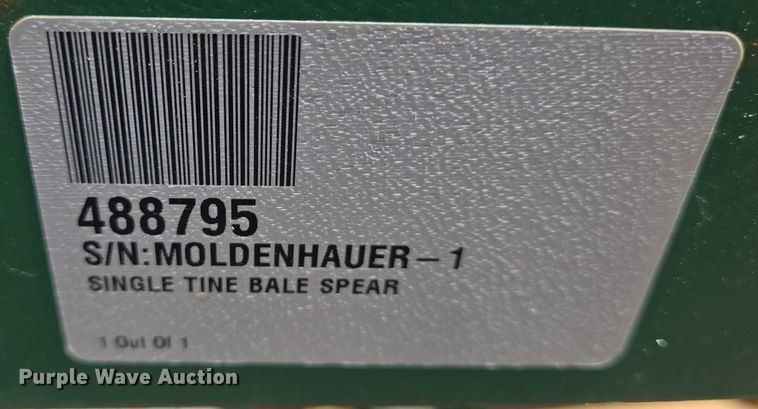 488795
S/N:MOLDENHAUER-1
SINGLE TINE BALE SPEAR
1 Out Of 1
Purple Wave Auction